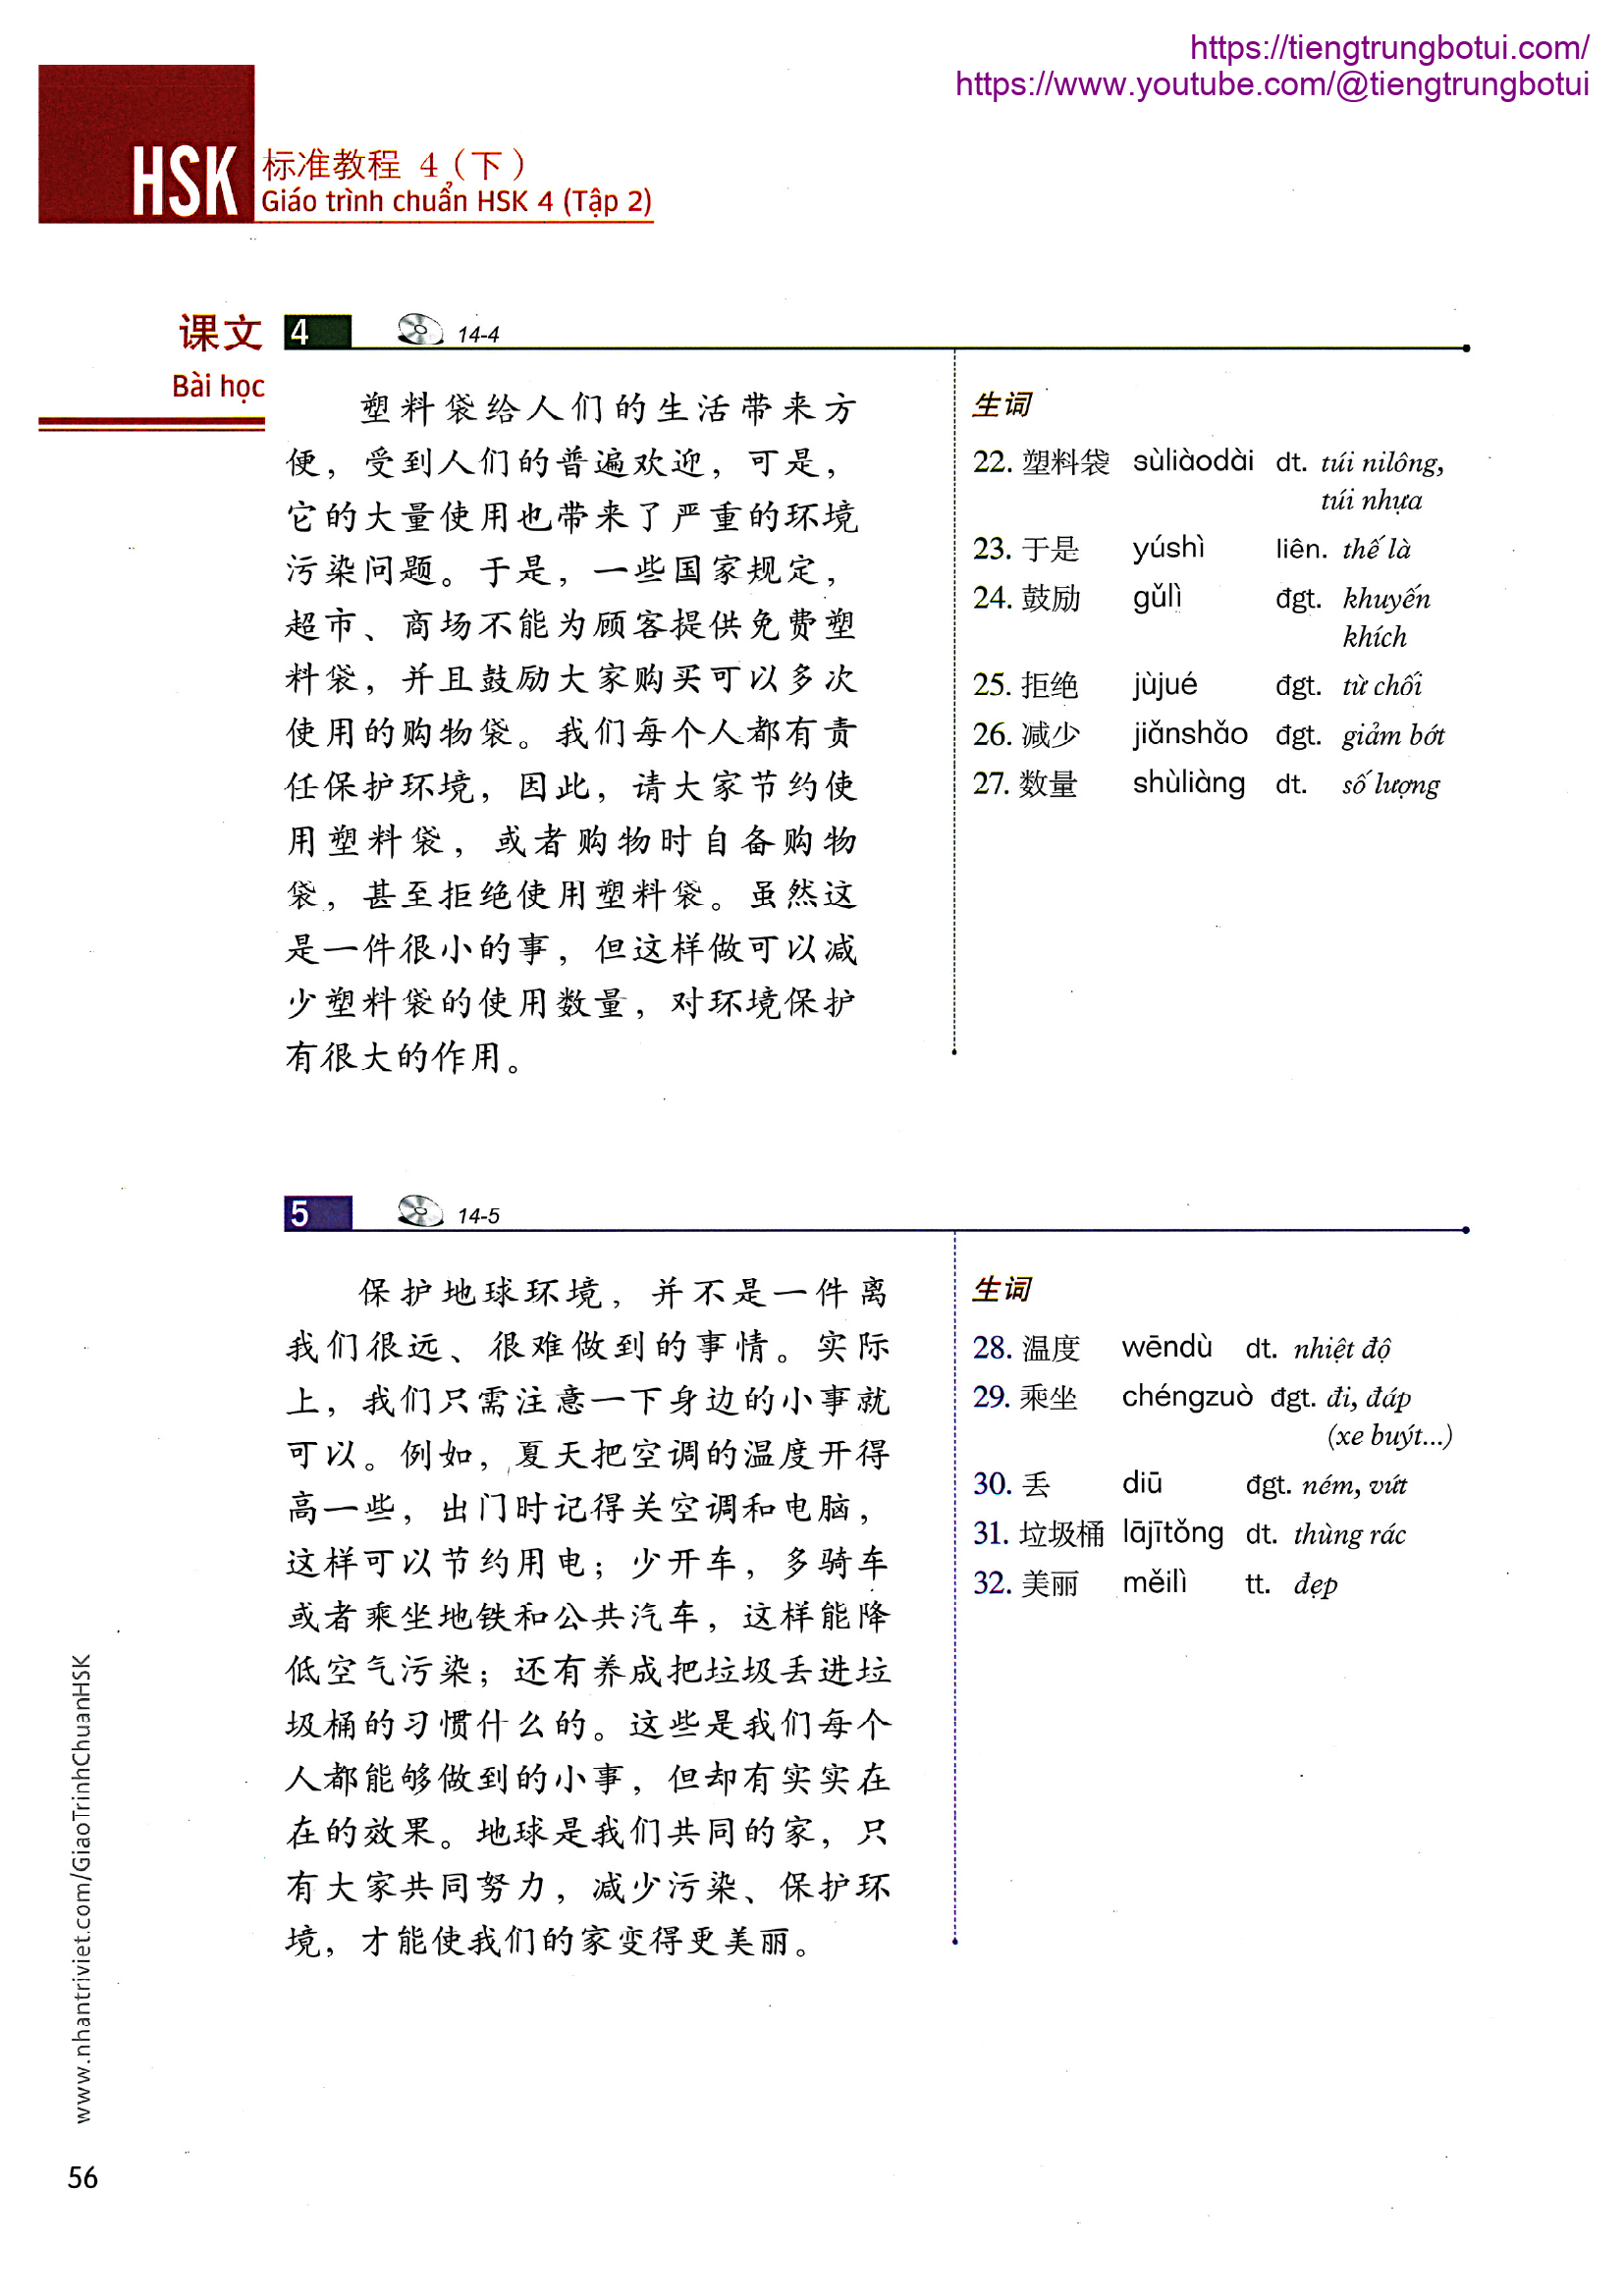 https://tiengtrungbotui.com/
https://www.youtube.com/@tiengtrungbotui
HSK 标准教程 4（下）
Giáo trình chuẩn HSK 4 (Tập 2)
课文
Bài học
4 14-4
塑料袋给人们的生活带来方
便，受到人们的普遍欢迎，可是，
它的大量使用也带来了严重的环境
污染问题。于是，一些国家规定，
超市、商场不能为顾客提供免费塑
料袋，并且鼓励大家购买可以多次
使用的购物袋。我们每个人都有责
任保护环境，因此，请大家节约使
用塑料袋，或者购物时自备购物
袋，甚至拒绝使用塑料袋。虽然这
是一件很小的事，但这样做可以减
少塑料袋的使用数量，对环境保护
有很大的作用。
生词
22. 塑料袋 sùliàodài dt. túi nilông,
túi nhựa
23. 于是 yúshì liên. thế là
24. 鼓励 gǔlì đgt. khuyến
khích
25. 拒绝 jùjué đgt. từ chối
26. 减少 jiǎnshǎo đgt. giảm bớt
27. 数量 shùliàng dt. số lượng
5 14-5
保护地球环境，并不是一件离
我们很远、很难做到的事情。实际
上，我们只需注意一下身边的小事就
可以。例如，夏天把空调的温度开得
高一些，出门时记得关空调和电脑，
这样可以节约用电；少开车，多骑车
或者乘坐地铁和公共汽车，这样能降
低空气污染；还有养成把垃圾丢进垃
圾桶的习惯什么的。这些是我们每个
人都能够做到的小事，但却有实实在
在的效果。地球是我们共同的家，只
有大家共同努力，减少污染、保护环
境，才能使我们的家变得更美丽。
生词
28. 温度 wēndù dt. nhiệt độ
29. 乘坐 chéngzuò đgt. đi, đáp
(xe buýt...)
30. 丢 diū đgt. ném, vứt
31. 垃圾桶 lājītǒng dt. thùng rác
32. 美丽 měilì tt. đẹp
www.nhantriviet.com/GiaoTrinhChuanHSK
56